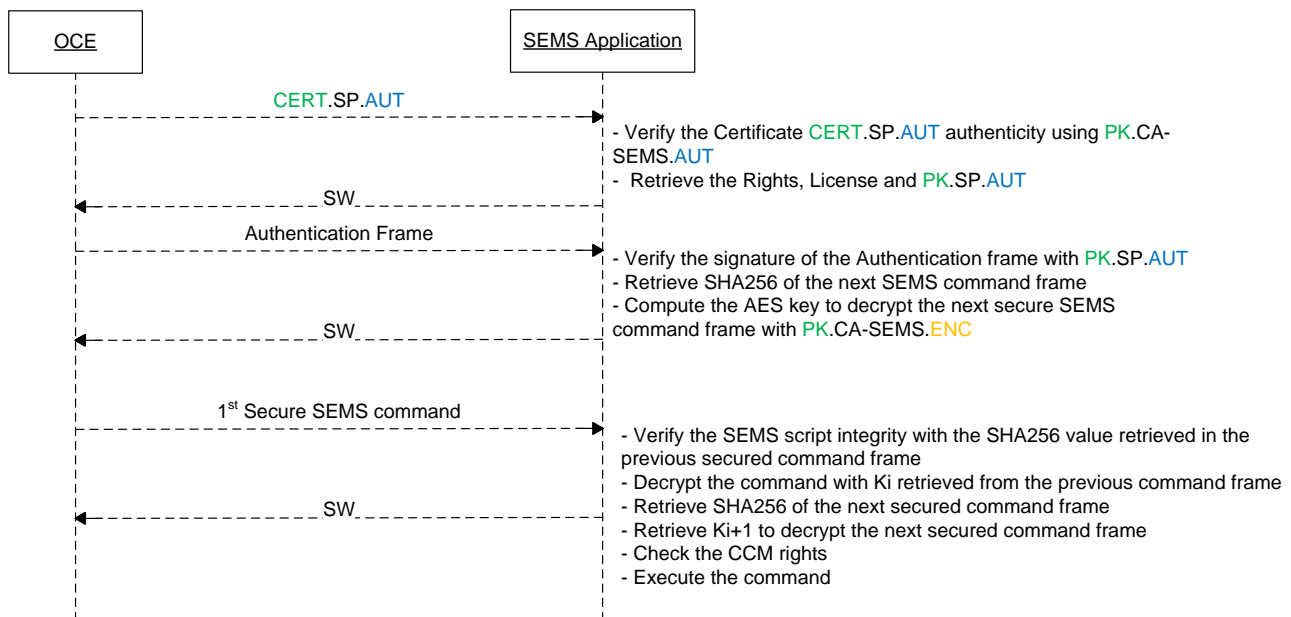 OCE
SEMS Application
CERT.SP.AUT
- Verify the Certificate CERT.SP.AUT authenticity using PK.CA-
SEMS.AUT
- Retrieve the Rights, License and PK.SP.AUT
SW
Authentication Frame
- Verify the signature of the Authentication frame with PK.SP.AUT
- Retrieve SHA256 of the next SEMS command frame
- Compute the AES key to decrypt the next secure SEMS
command frame with PK.CA-SEMS.ENC
SW
1st Secure SEMS command
- Verify the SEMS script integrity with the SHA256 value retrieved in the
previous secured command frame
- Decrypt the command with Ki retrieved from the previous command frame
- Retrieve SHA256 of the next secured command frame
SW
- Retrieve Ki+1 to decrypt the next secured command frame
- Check the CCM rights
- Execute the command